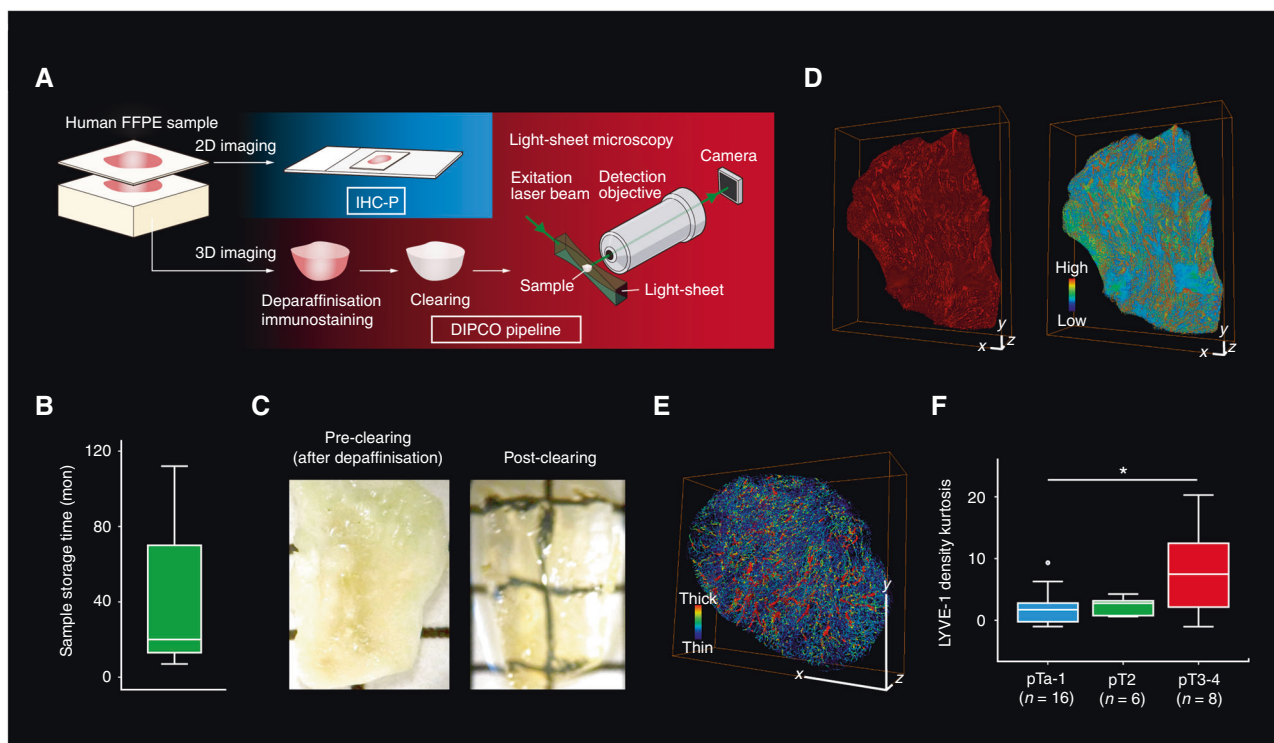 A
Human FFPE sample
2D imaging
IHC-P
3D imaging
Deparaffinisation
immunostaining
Clearing
DIPCO pipeline
Light-sheet microscopy
Camera
Exitation
laser beam
Detection
objective
Sample
Light-sheet
D
High
Low
x
y
z
x
y
z
B
Sample storage time (mon)
120
80
40
0
C
Pre-clearing
(after depaffinisation)
Post-clearing
E
Thick
Thin
x
y
z
F
LYVE-1 density kurtosis
20
10
0
*
pTa-1
(n = 16)
pT2
(n = 6)
pT3-4
(n = 8)